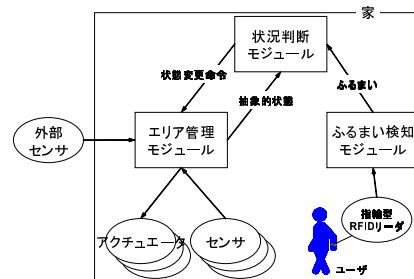 家
状況判断
モジュール
状態変更命令
抽象的状態
ふるまい
外部
センサ
エリア管理
モジュール
ふるまい検知
モジュール
アクチュエータ
センサ
指輪型
RFIDリーダ
ユーザ